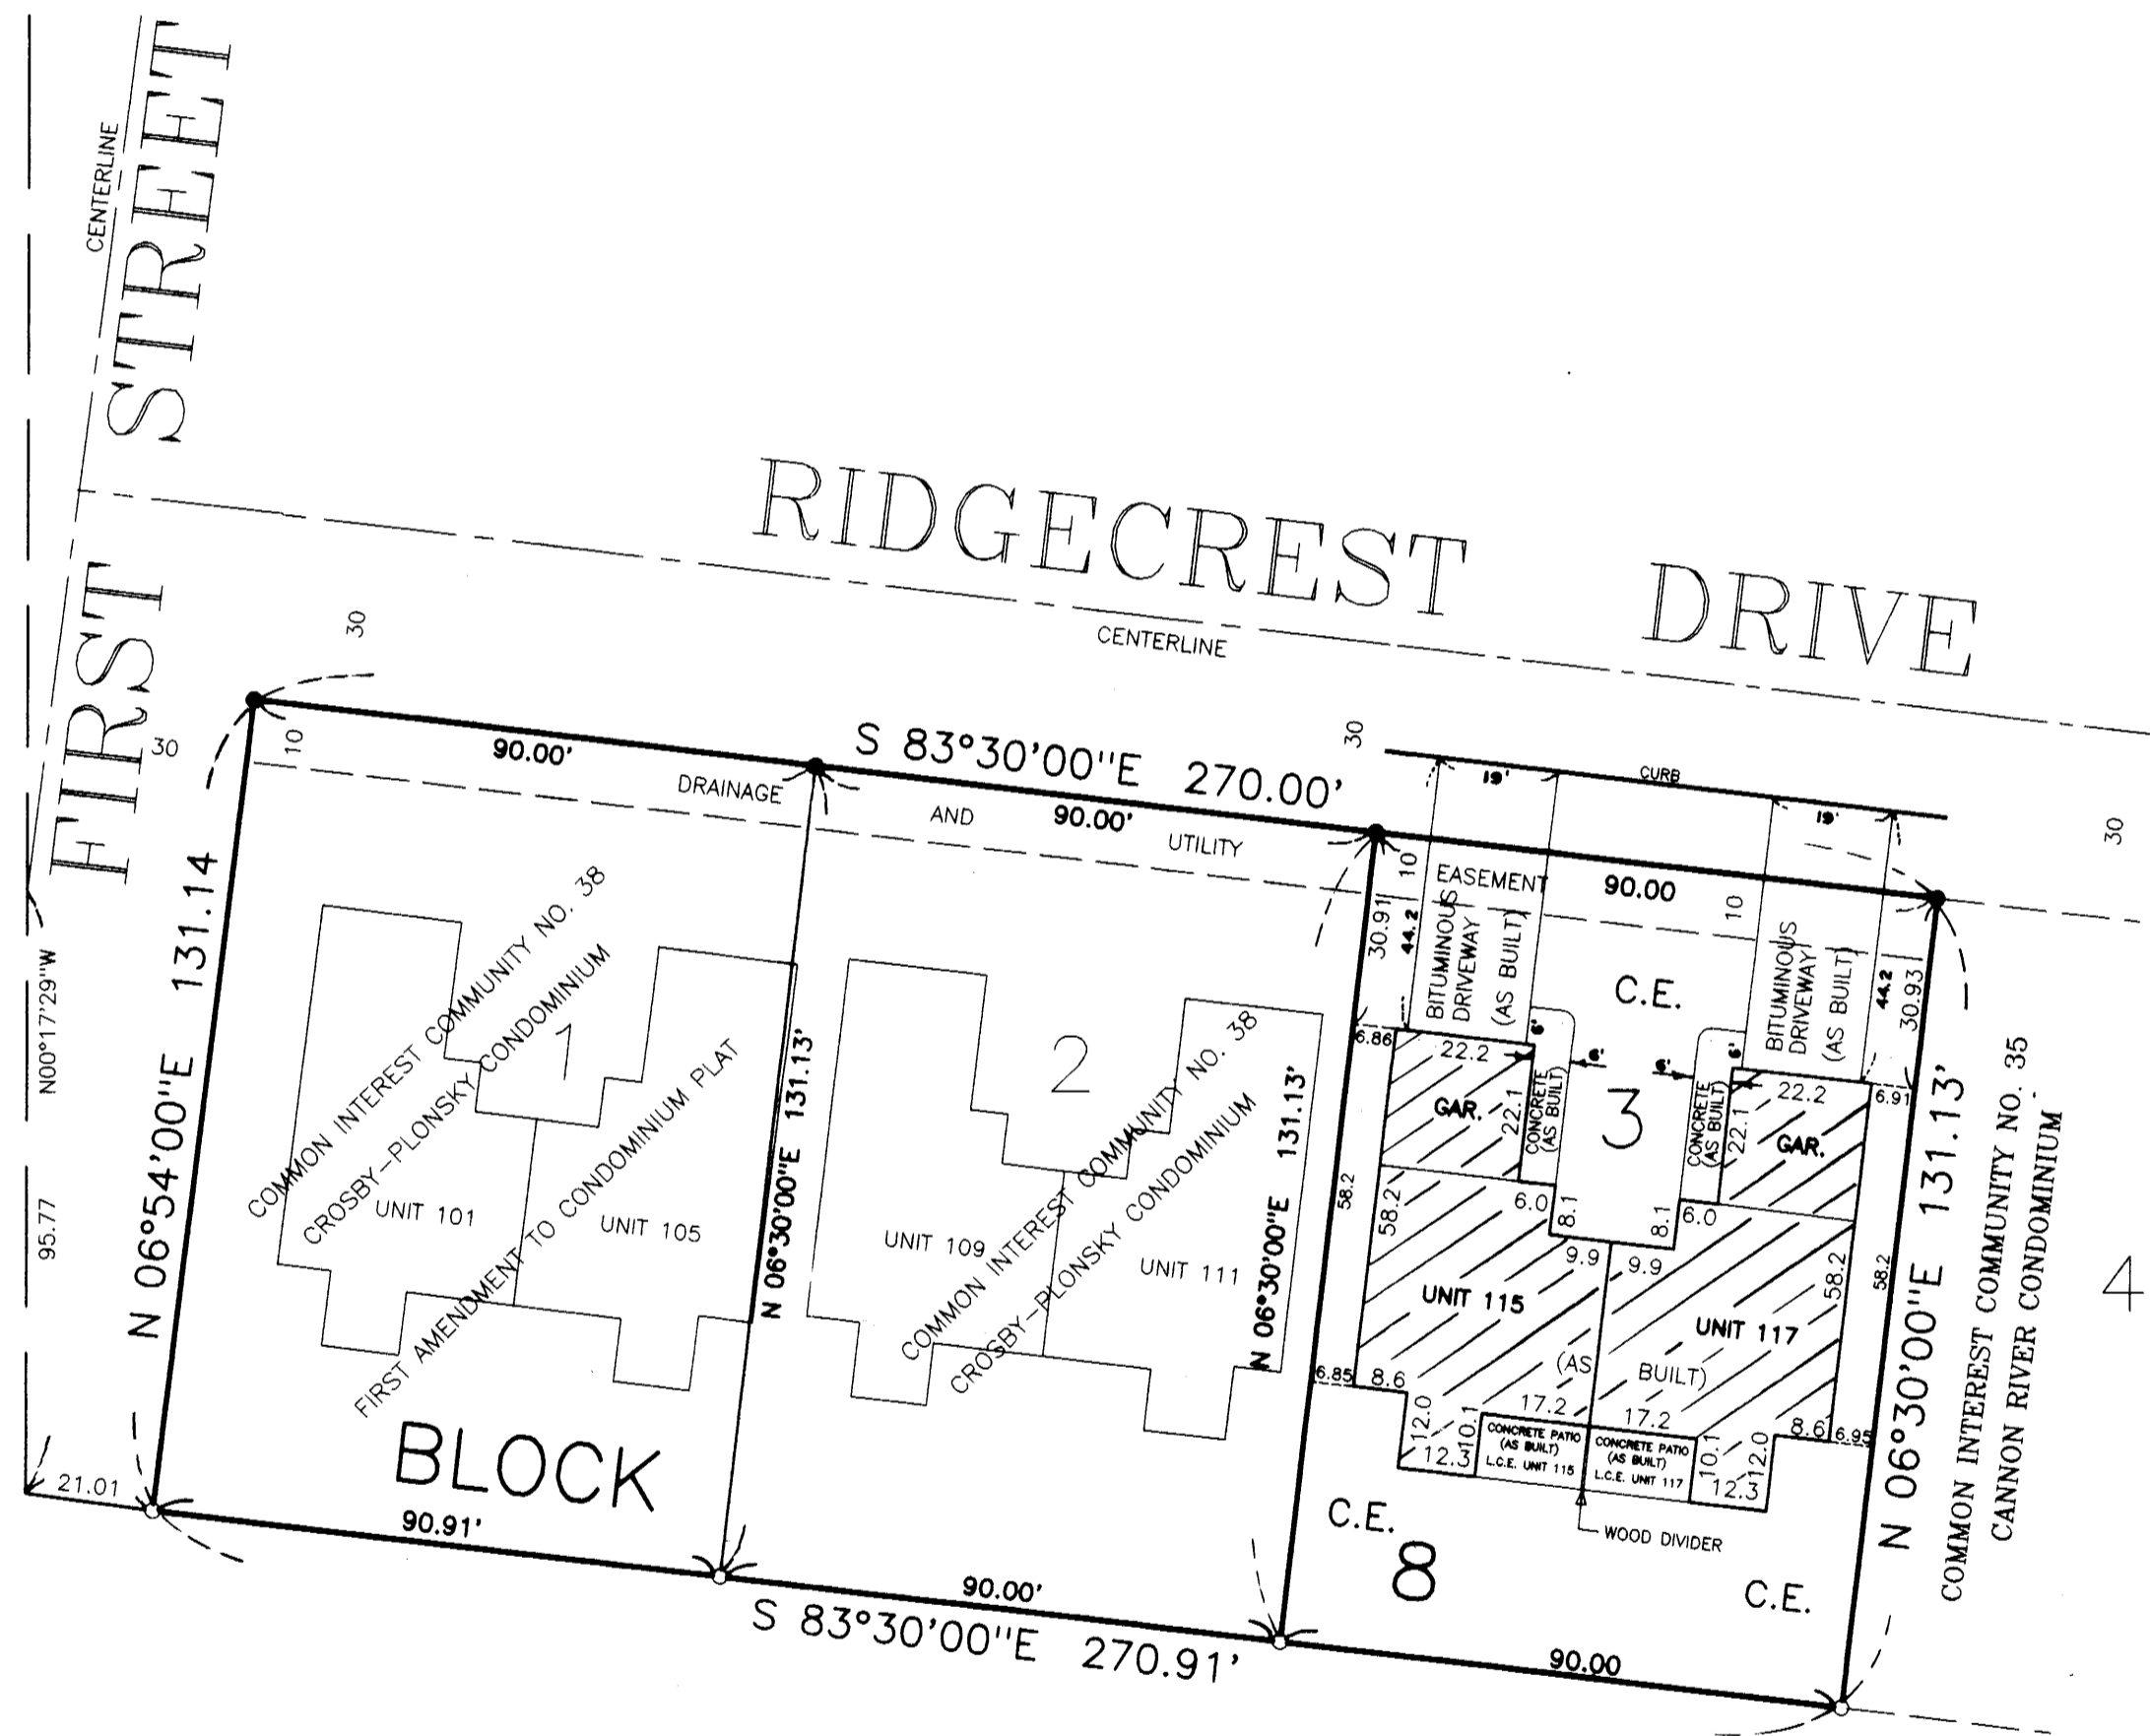 FIRST STREET
CENTERLINE
RIDGECREST DRIVE
CENTERLINE
30
30
30
30
10
90.00'
S 83°30'00"E 270.00'
DRAINAGE
AND
90.00'
UTILITY
10
EASEMENT
90.00
10
19'
CURB
19'
N 06°54'00"E 131.14
N00°17'29"W
95.77
21.01
COMMON INTEREST COMMUNITY NO. 38
CROSBY-PLONSKY CONDOMINIUM
FIRST AMENDMENT TO CONDOMINIUM PLAT
1
UNIT 101
UNIT 105
N 06°30'00"E 131.13'
2
COMMON INTEREST COMMUNITY NO. 38
CROSBY-PLONSKY CONDOMINIUM
UNIT 109
UNIT 111
N 06°30'00"E 131.13'
30.91
44.2
BITUMINOUS
DRIVEWAY
(AS BUILT)
C.E.
BITUMINOUS
DRIVEWAY
(AS BUILT)
44.2
30.93
6.86
22.2
6'
6'
6'
6'
22.2
6.91
GAR.
22.1
CONCRETE
(AS BUILT)
3
CONCRETE
(AS BUILT)
22.1
GAR.
58.2
58.2
6.0
8.1
8.1
6.0
9.9
9.9
58.2
58.2
UNIT 115
UNIT 117
(AS
BUILT)
6.85
8.6
12.0
10.1
12.3
17.2
17.2
CONCRETE PATIO
(AS BUILT)
L.C.E. UNIT 115
CONCRETE PATIO
(AS BUILT)
L.C.E. UNIT 117
10.1
12.0
12.3
8.6
6.95
WOOD DIVIDER
C.E.
8
C.E.
N 06°30'00"E 131.13'
COMMON INTEREST COMMUNITY NO. 35
CANNON RIVER CONDOMINIUM
4
BLOCK
90.91'
90.00'
S 83°30'00"E 270.91'
90.00